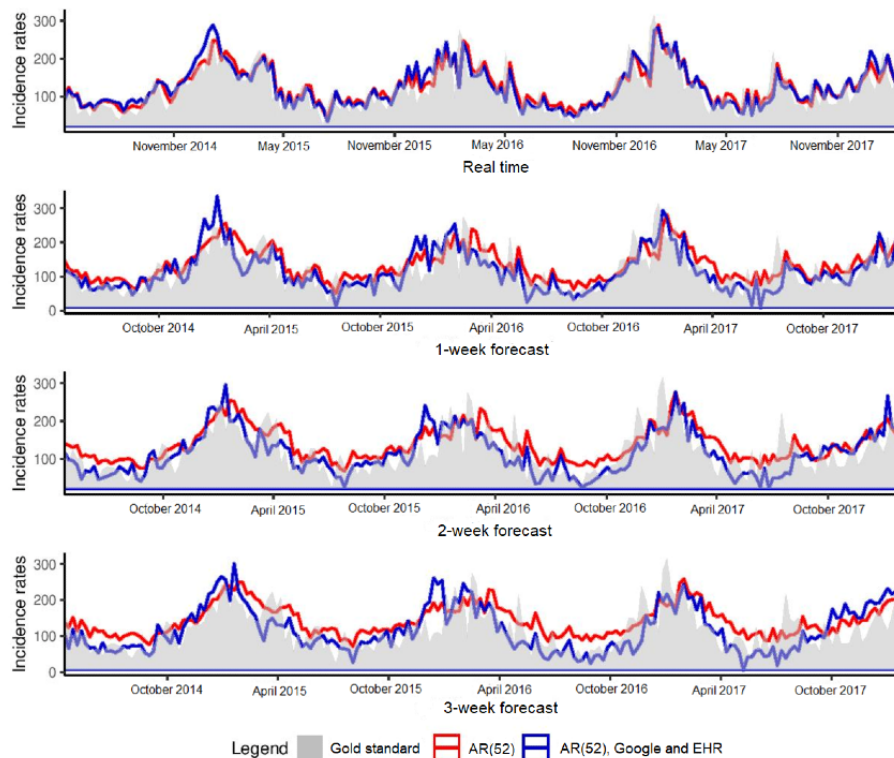 Incidence rates
300
200
100
November 2014
May 2015
November 2015
May 2016
November 2016
May 2017
November 2017
Real time
Incidence rates
300
200
100
0
October 2014
April 2015
October 2015
April 2016
October 2016
April 2017
October 2017
1-week forecast
Incidence rates
300
200
100
October 2014
April 2015
October 2015
April 2016
October 2016
April 2017
October 2017
2-week forecast
Incidence rates
300
200
100
0
October 2014
April 2015
October 2015
April 2016
October 2016
April 2017
October 2017
3-week forecast
Legend Gold standard AR(52) AR(52), Google and EHR